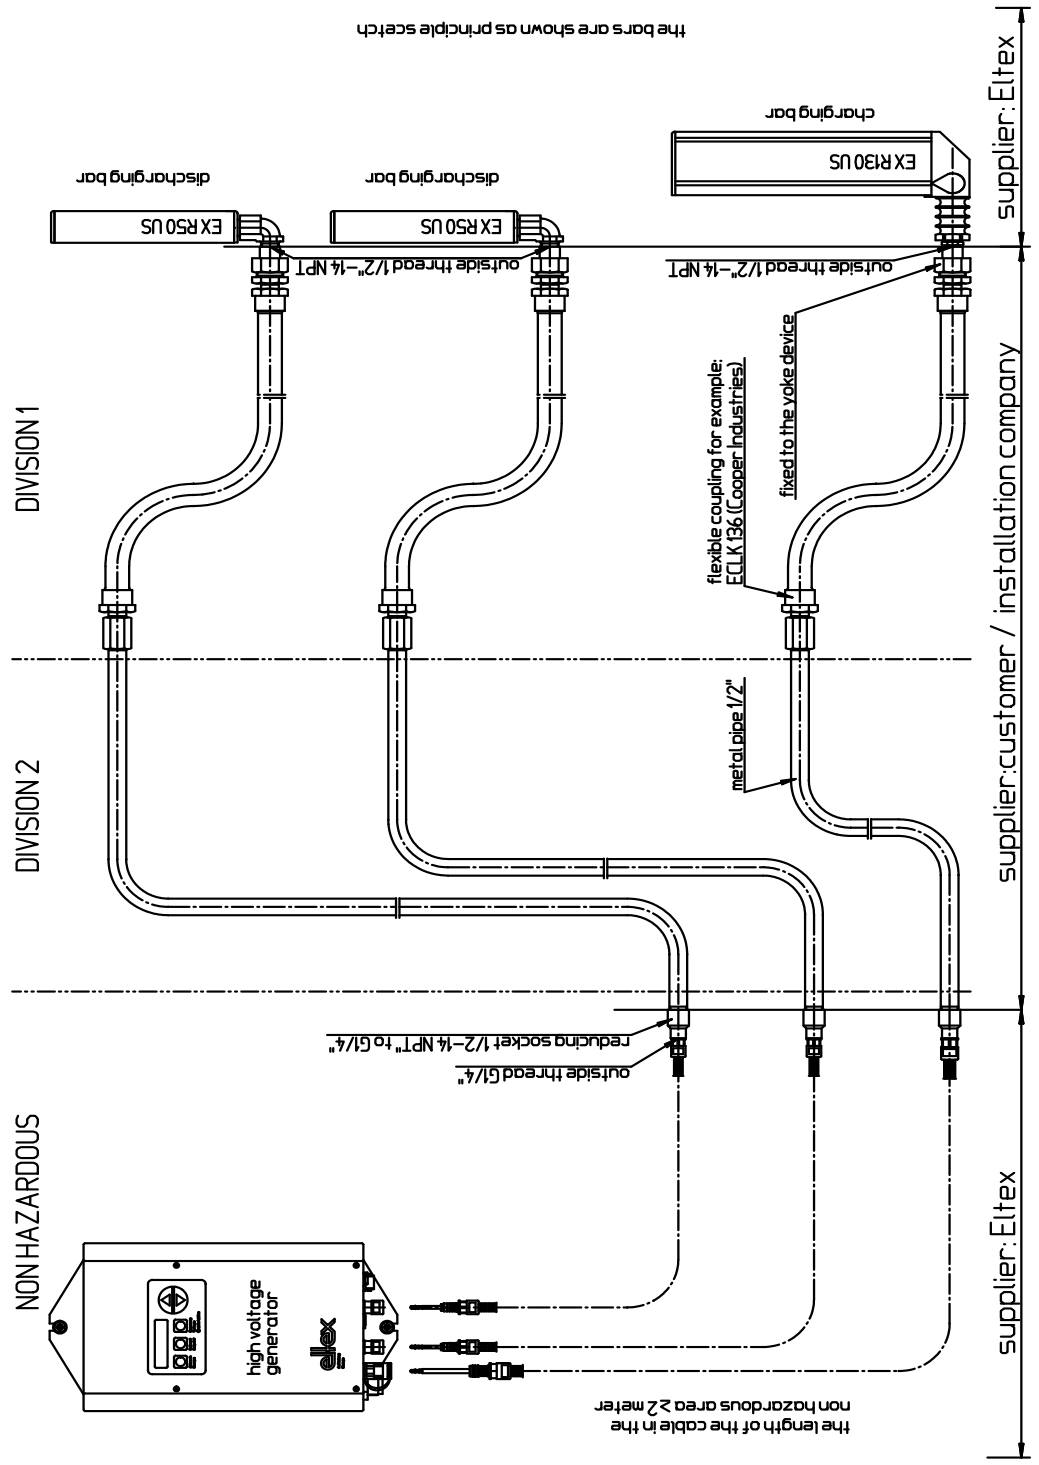 the bars are shown as principle scetch
supplier: Eltex
charging bar
EX R130 US
discharging bar
EX R50 US
discharging bar
EX R50 US
outside thread 1/2"-14 NPT
outside thread 1/2"-14 NPT
DIVISION 1
flexible coupling for example:
ECLK 136 (Cooper Industries)
fixed to the yoke device
supplier:customer / installation company
DIVISION 2
metal pipe 1/2"
reducing socket 1/2-14 NPT" to G1/4"
outside thread G1/4"
NON HAZARDOUS
high voltage
generator
eltex
supplier: Eltex
the length of the cable in the
non hazardous area ≥2 meter